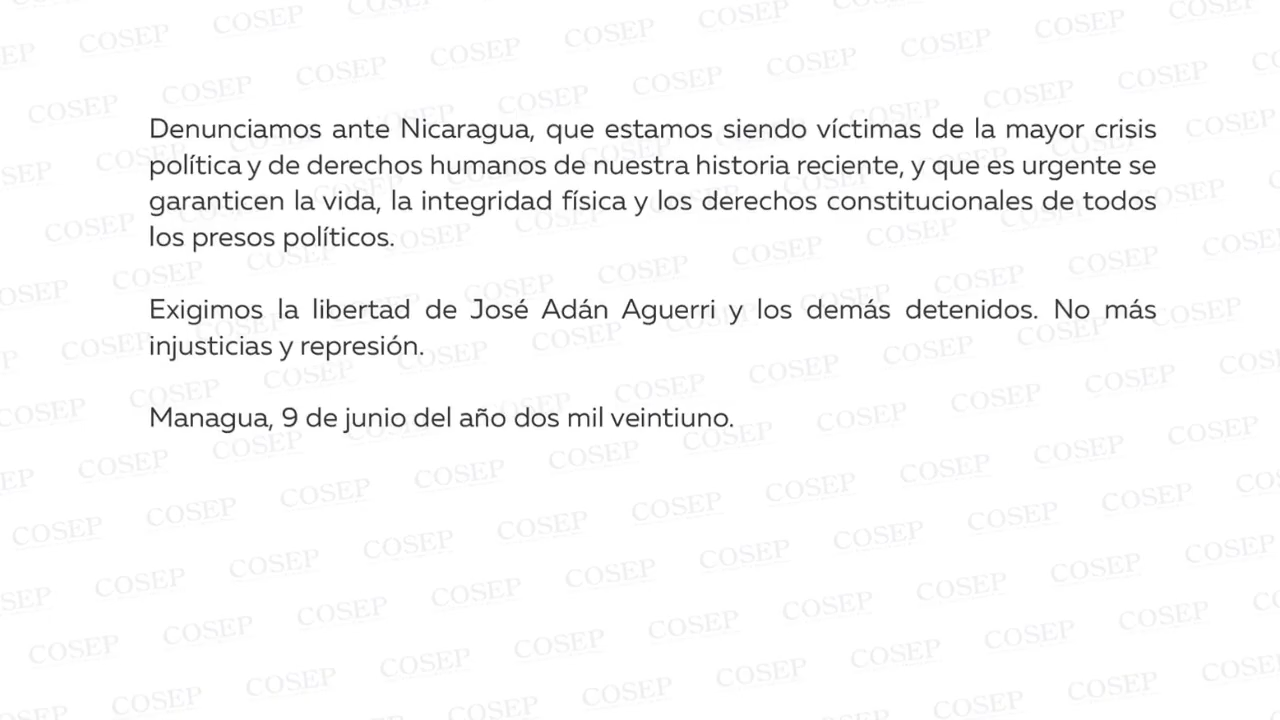 Denunciamos ante Nicaragua, que estamos siendo víctimas de la mayor crisis
política y de derechos humanos de nuestra historia reciente, y que es urgente se
garanticen la vida, la integridad física y los derechos constitucionales de todos
los presos políticos.
Exigimos la libertad de José Adán Aguerri y los demás detenidos. No más
injusticias y represión.
Managua, 9 de junio del año dos mil veintiuno.
COSEP